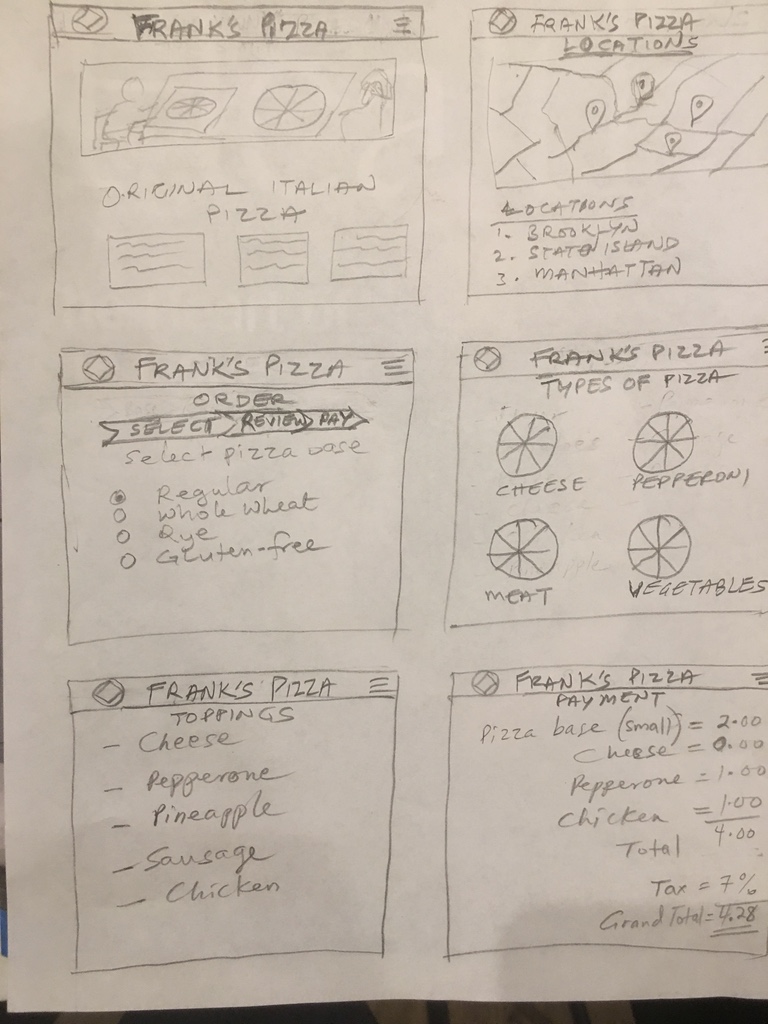 FRANK'S PIZZA
ORIGINAL ITALIAN
PIZZA
FRANK'S PIZZA
LOCATIONS
LOCATIONS
1. BROOKLYN
2. STATE ISLAND
3. MANHATTAN
FRANK'S PIZZA
ORDER
SELECT REVIEW PAY
Select pizza base
Regular
Whole Wheat
Rye
Gluten-free
FRANK'S PIZZA
TYPES OF PIZZA
CHEESE PEPPERONI
MEAT VEGETABLES
FRANK'S PIZZA
TOPPINGS
- Cheese
- Pepperone
- Pineapple
- Sausage
- Chicken
FRANK'S PIZZA
PAYMENT
Pizza base (small) = 2.00
Cheese = 0.00
Pepperone = 1.00
Chicken = 1.00
Total 4.00
Tax = 7%
Grand Total = 4.28